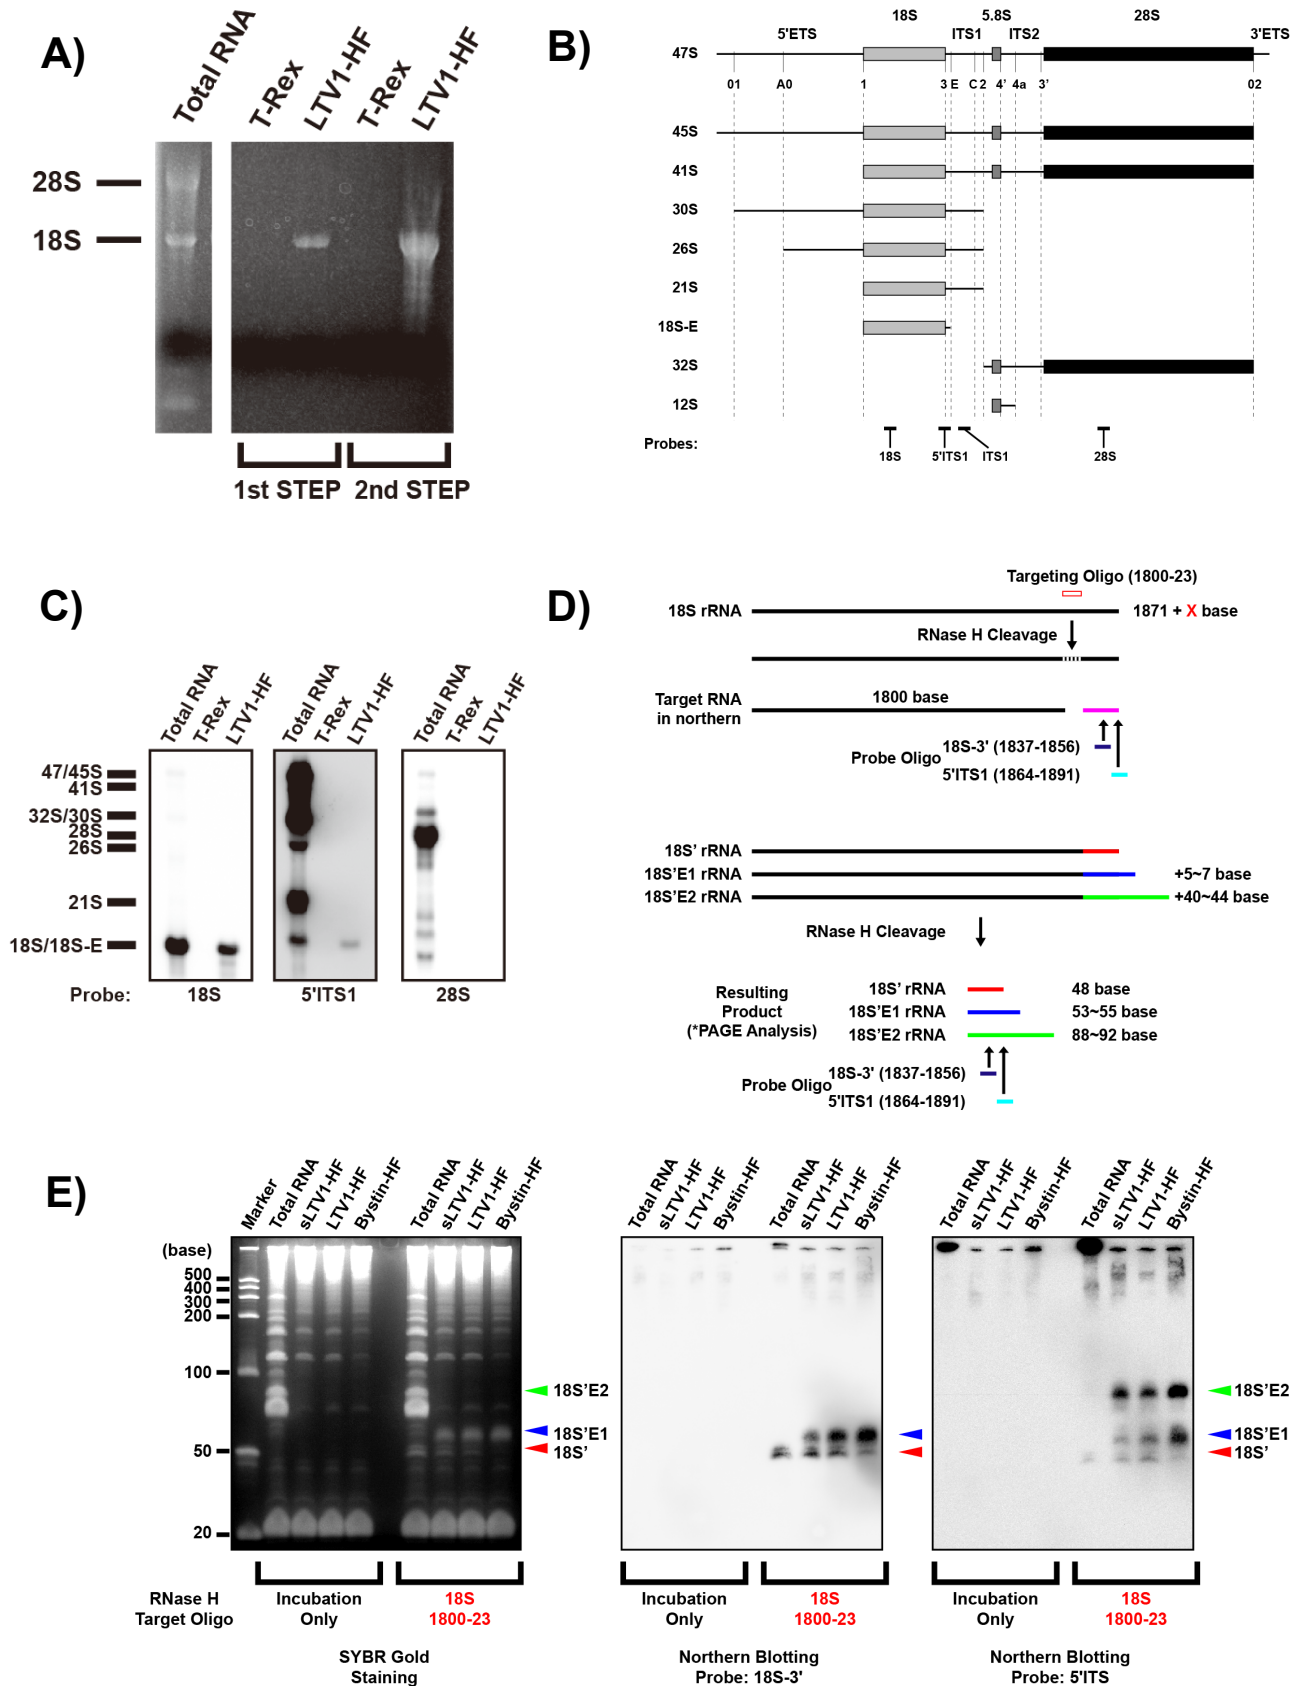 A)
Total RNA
T-Rex
LTV1-HF
T-Rex
LTV1-HF
28S
18S
1st STEP
2nd STEP
B)
18S
5.8S
28S
5'ETS
ITS1
ITS2
3'ETS
47S
01
A0
1
3
E
C
2
4'
4a
3'
02
45S
41S
30S
26S
21S
18S-E
32S
12S
Probes:
18S
5'ITS1
ITS1
28S
C)
Total RNA
T-Rex
LTV1-HF
Total RNA
T-Rex
LTV1-HF
Total RNA
T-Rex
LTV1-HF
47/45S
41S
32S/30S
28S
26S
21S
18S/18S-E
Probe:
18S
5'ITS1
28S
D)
Targeting Oligo (1800-23)
18S rRNA
1871 + X base
RNase H Cleavage
Target RNA
in northern
1800 base
Probe Oligo
18S-3' (1837-1856)
5'ITS1 (1864-1891)
18S' rRNA
18S'E1 rRNA
+5~7 base
18S'E2 rRNA
+40~44 base
RNase H Cleavage
Resulting
Product
(*PAGE Analysis)
18S' rRNA
48 base
18S'E1 rRNA
53~55 base
18S'E2 rRNA
88~92 base
Probe Oligo
18S-3' (1837-1856)
5'ITS1 (1864-1891)
E)
Marker
Total RNA
sLTV1-HF
LTV1-HF
Bystin-HF
Total RNA
sLTV1-HF
LTV1-HF
Bystin-HF
Total RNA
sLTV1-HF
LTV1-HF
Bystin-HF
Total RNA
sLTV1-HF
LTV1-HF
Bystin-HF
Total RNA
sLTV1-HF
LTV1-HF
Bystin-HF
Total RNA
sLTV1-HF
LTV1-HF
Bystin-HF
(base)
500
400
300
200
100
50
20
18S'E2
18S'E1
18S'
18S'E2
18S'E1
18S'
RNase H
Target Oligo
Incubation
Only
18S
1800-23
Incubation
Only
18S
1800-23
Incubation
Only
18S
1800-23
SYBR Gold
Staining
Northern Blotting
Probe: 18S-3'
Northern Blotting
Probe: 5'ITS